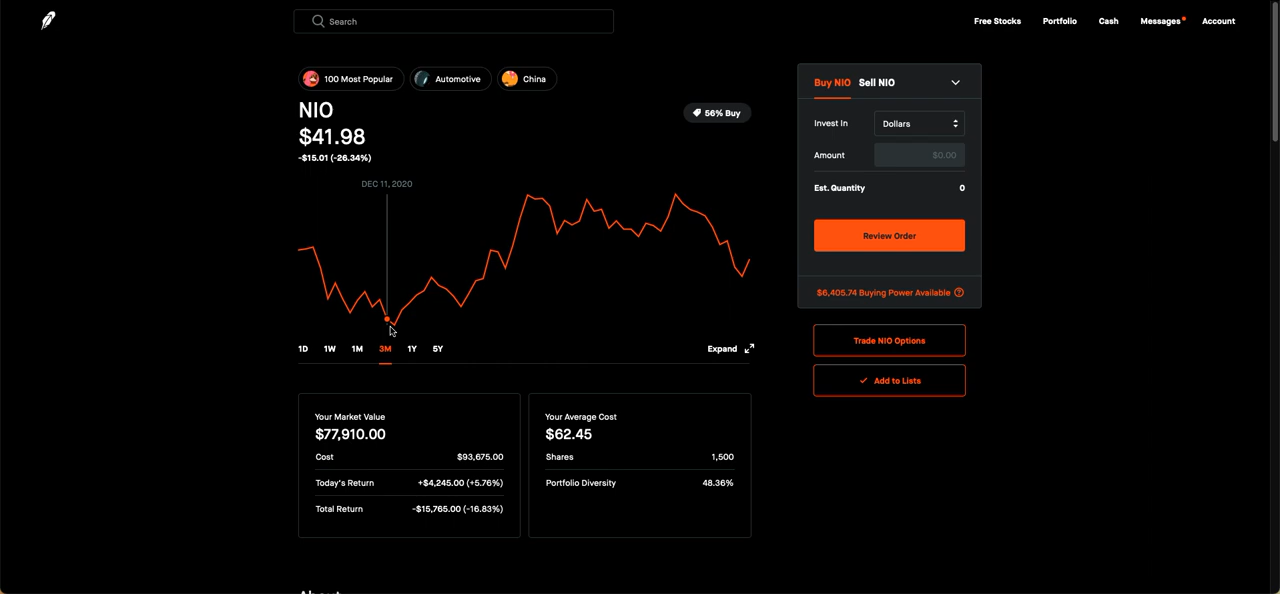 Search
Free Stocks Portfolio Cash Messages Account
100 Most Popular Automotive China
NIO
56% Buy
$41.98
-$15.01 (-26.34%)
DEC 11, 2020
1D 1W 1M 3M 1Y 5Y Expand
Your Market Value
$77,910.00
Cost $93,675.00
Today's Return +$4,245.00 (+5.76%)
Total Return -$15,765.00 (-16.83%)
Your Average Cost
$62.45
Shares 1,500
Portfolio Diversity 48.36%
Buy NIO Sell NIO
Invest In Dollars
Amount $0.00
Est. Quantity 0
Review Order
$6,405.74 Buying Power Available ?
Trade NIO Options
Add to Lists